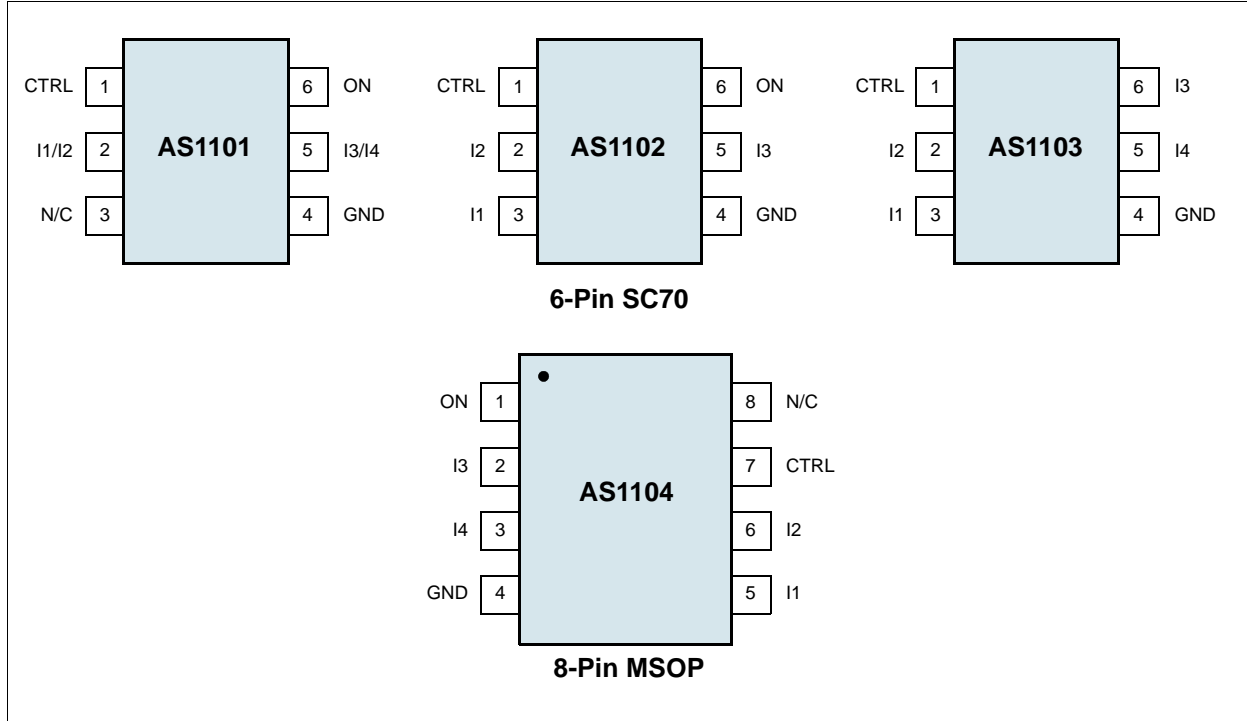 CTRL 1 AS1101 6 ON
I1/I2 2 5 I3/I4
N/C 3 4 GND
CTRL 1 AS1102 6 ON
I2 2 5 I3
I1 3 4 GND
CTRL 1 AS1103 6 I3
I2 2 5 I4
I1 3 4 GND
6-Pin SC70
ON 1 8 N/C
I3 2 7 CTRL
AS1104
I4 3 6 I2
GND 4 5 I1
8-Pin MSOP